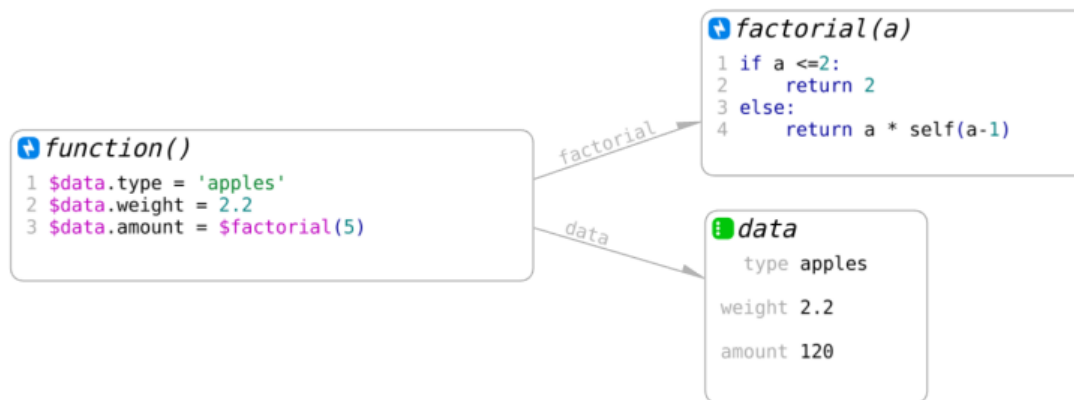 function()
1 $data.type = 'apples'
2 $data.weight = 2.2
3 $data.amount = $factorial(5)
factorial
data
factorial(a)
1 if a <=2:
2     return 2
3 else:
4     return a * self(a-1)
data
type apples
weight 2.2
amount 120